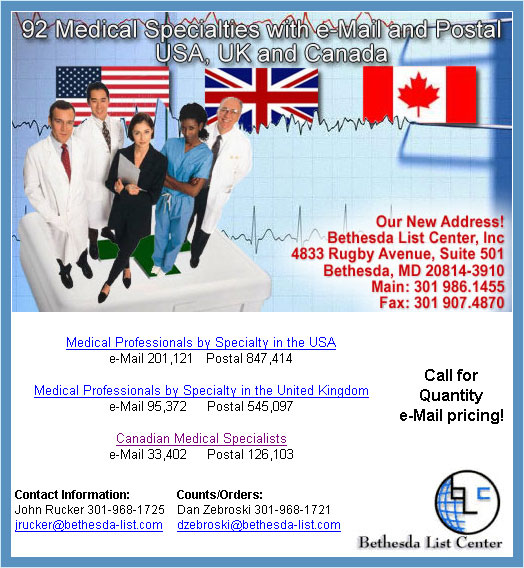 92 Medical Specialties with e-Mail and Postal
USA, UK and Canada
Our New Address!
Bethesda List Center, Inc
4833 Rugby Avenue, Suite 501
Bethesda, MD 20814-3910
Main: 301 986.1455
Fax: 301 907.4870
Medical Professionals by Specialty in the USA
e-Mail 201,121 Postal 847,414
Medical Professionals by Specialty in the United Kingdom
e-Mail 95,372 Postal 545,097
Canadian Medical Specialists
e-Mail 33,402 Postal 126,103
Call for
Quantity
e-Mail pricing!
Contact Information:
John Rucker 301-968-1725
jrucker@bethesda-list.com
Counts/Orders:
Dan Zebroski 301-968-1721
dzebroski@bethesda-list.com
blc
Bethesda List Center